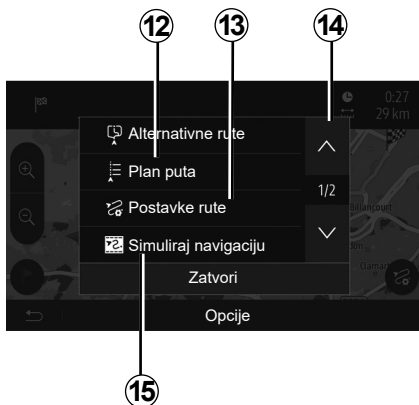 12
13
14
0:27
29 km
Alternativne rute
Plan puta
1/2
Postavke rute
Billancourt
Simuliraj navigaciju
Zatvori
Opcije
15